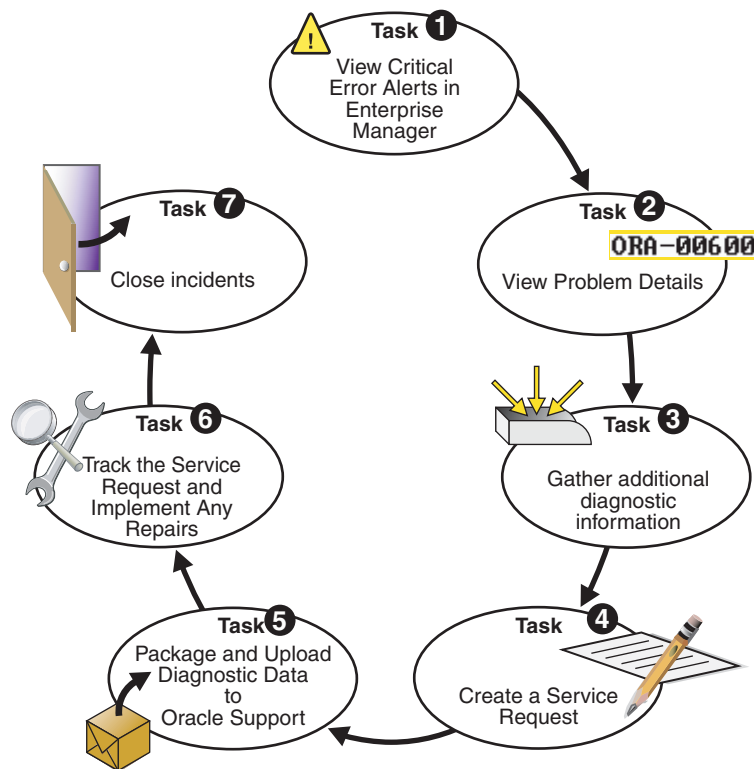 Task 1
!
View Critical
Error Alerts in
Enterprise
Manager
Task 2
ORA-00600
View Problem Details
Task 3
Gather additional
diagnostic
information
Task 4
Create a Service
Request
Task 5
Package and Upload
Diagnostic Data
to
Oracle Support
Task 6
Track the Service
Request and
Implement Any
Repairs
Task 7
Close incidents